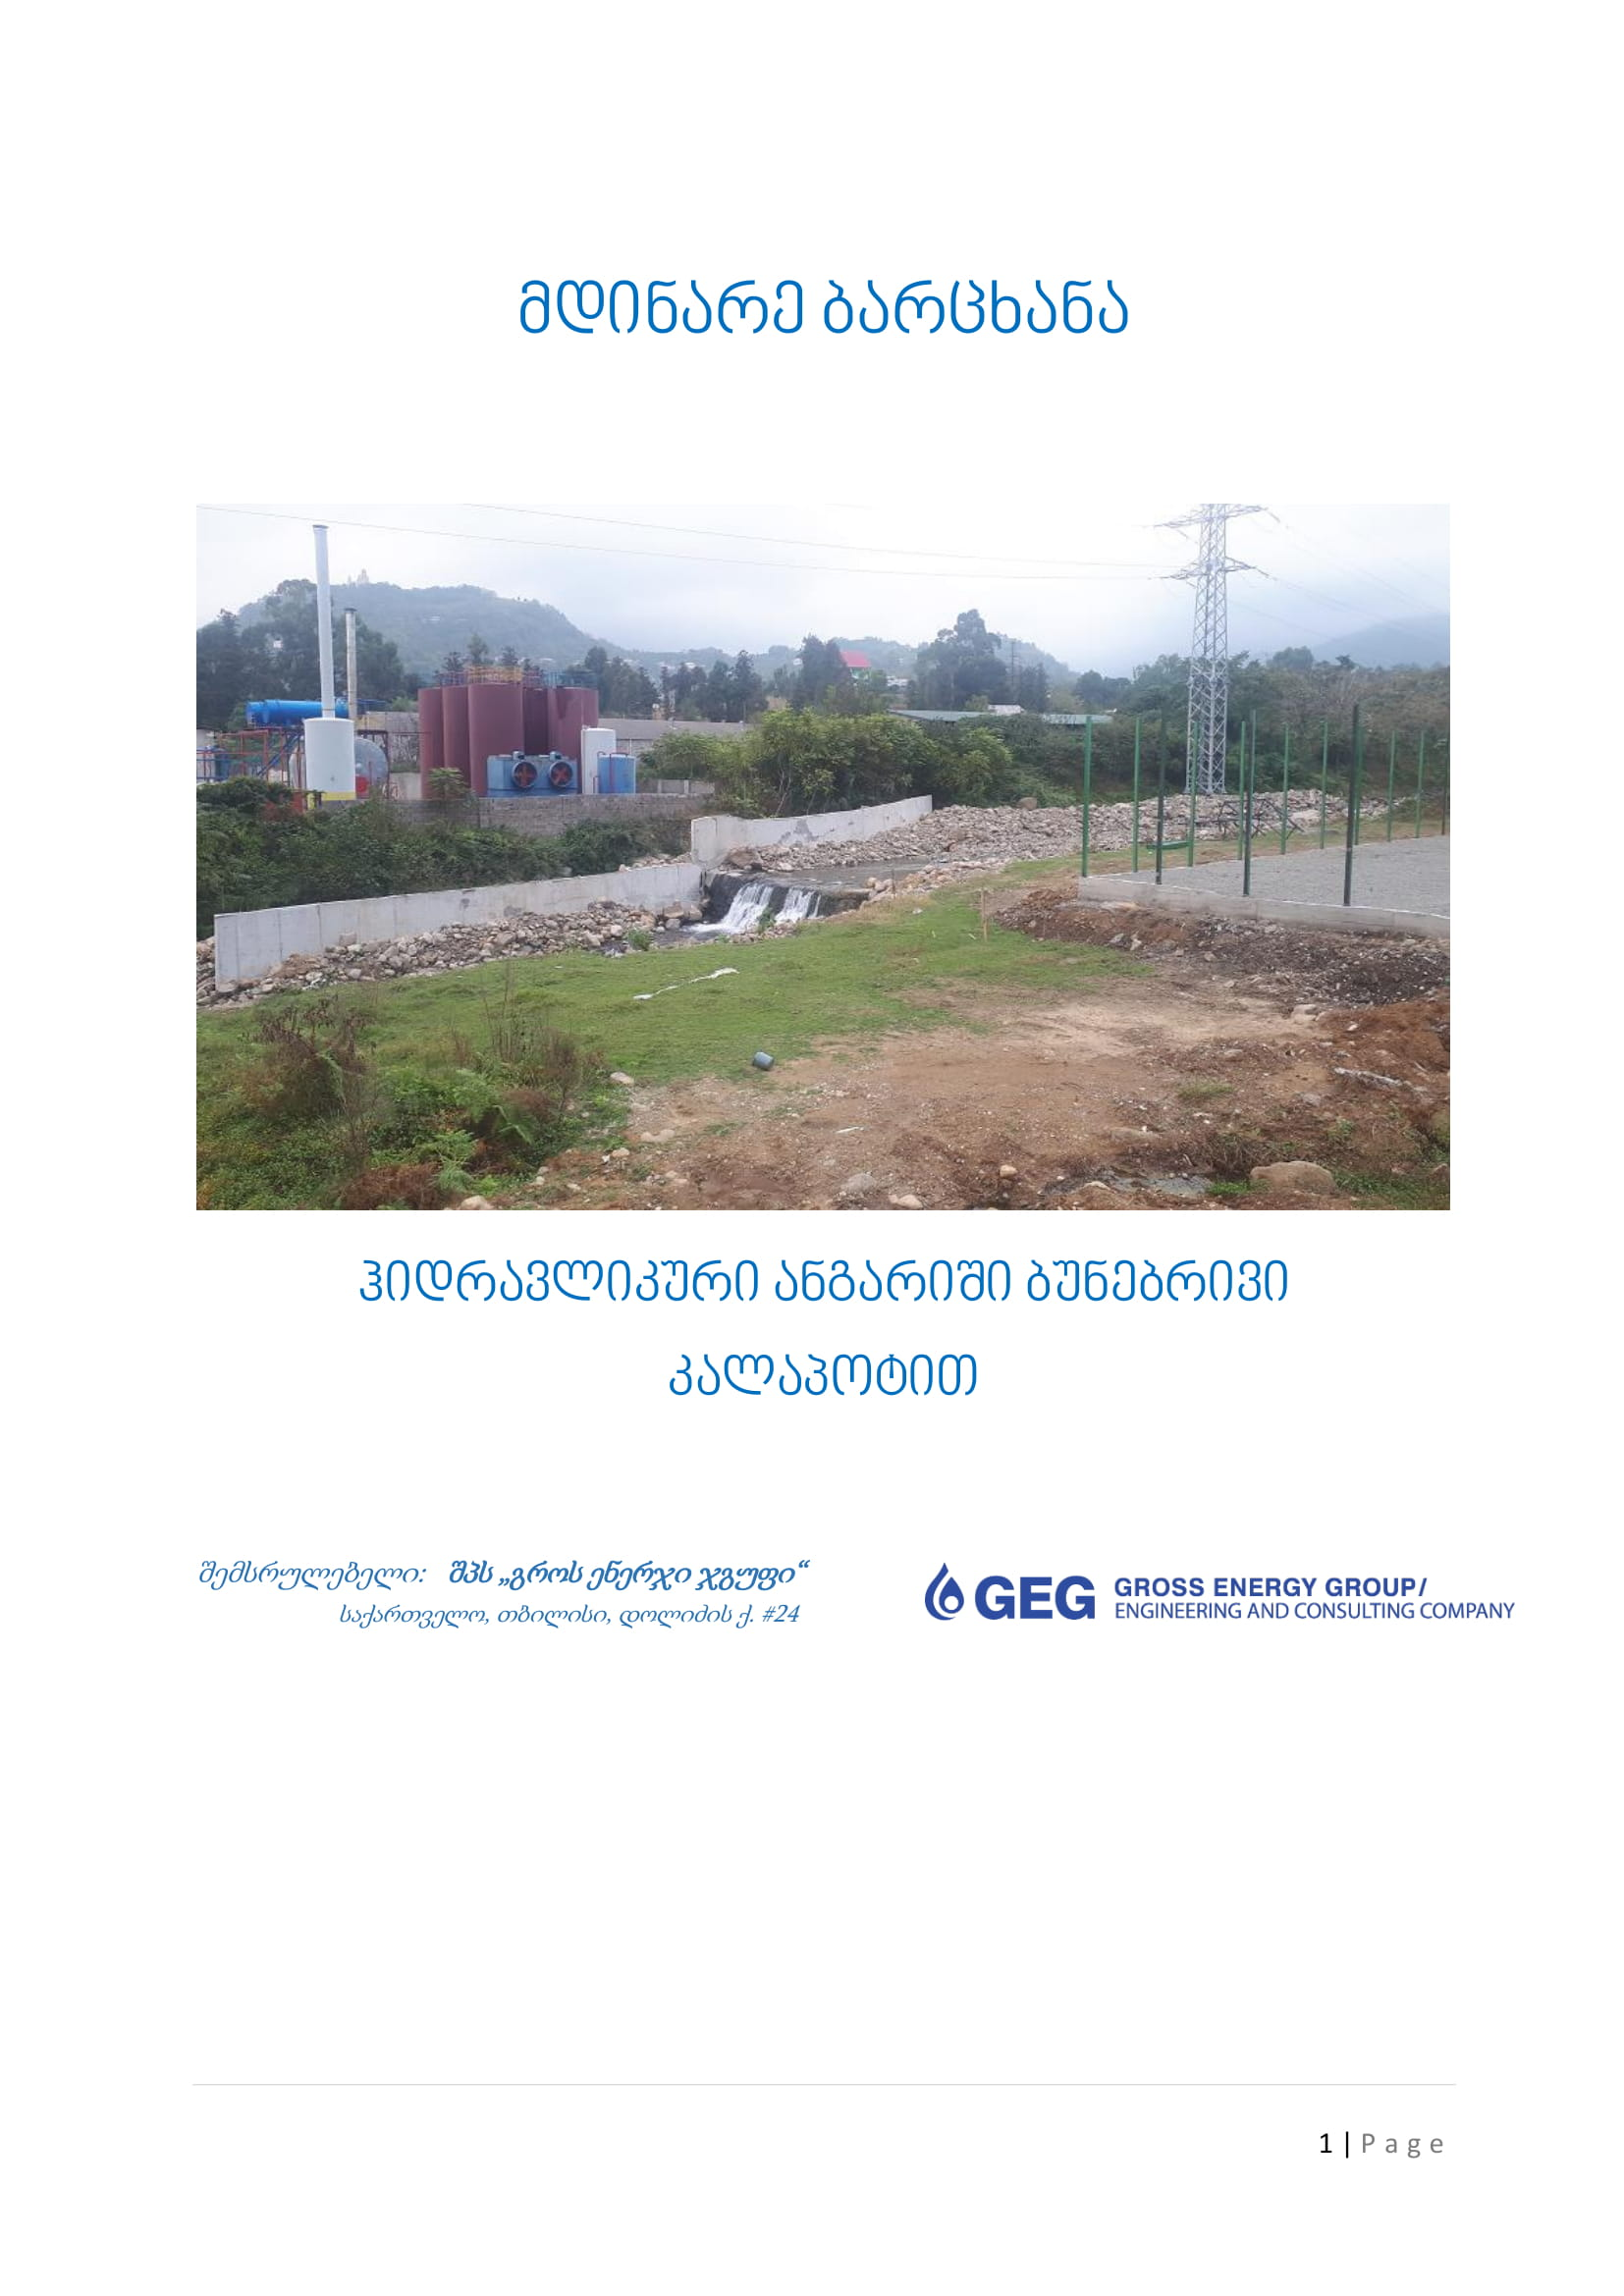 მდინარე ბარცხანა
ჰიდრავლიკური ანგარიში ბუნებრივი
კალაპოტით
შემსრულებელი: შპს „გროს ენერჯი ჯგუფი“
საქართველო, თბილისი, დოლიძის ქ. #24
GEG GROSS ENERGY GROUP/
ENGINEERING AND CONSULTING COMPANY
1 | Page